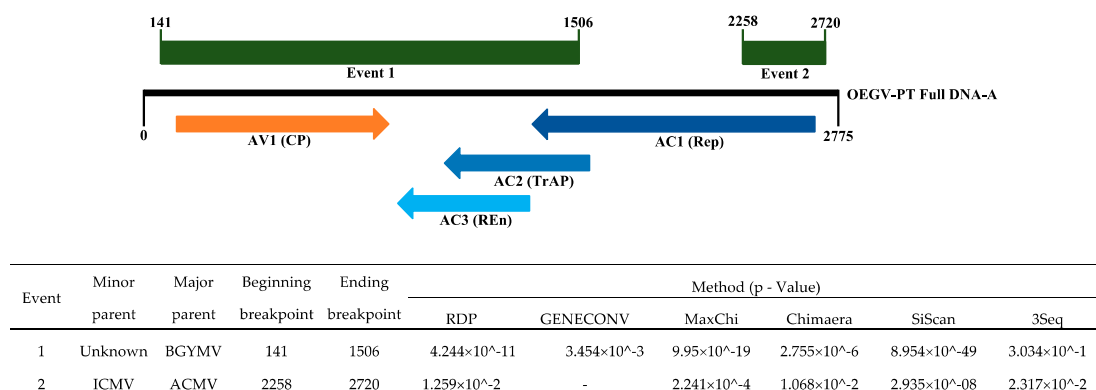 141 1506 2258 2720
Event 1 Event 2
OEGV-PT Full DNA-A
0 AV1 (CP) AC1 (Rep) 2775
AC2 (TrAP)
AC3 (REn)
Event Minor parent Major parent Beginning breakpoint Ending breakpoint Method (p - Value)
RDP GENECONV MaxChi Chimaera SiScan 3Seq
1 Unknown BGYMV 141 1506 4.244×10^-11 3.454×10^-3 9.95×10^-19 2.755×10^-6 8.954×10^-49 3.034×10^-1
2 ICMV ACMV 2258 2720 1.259×10^-2 - 2.241×10^-4 1.068×10^-2 2.935×10^-08 2.317×10^-2